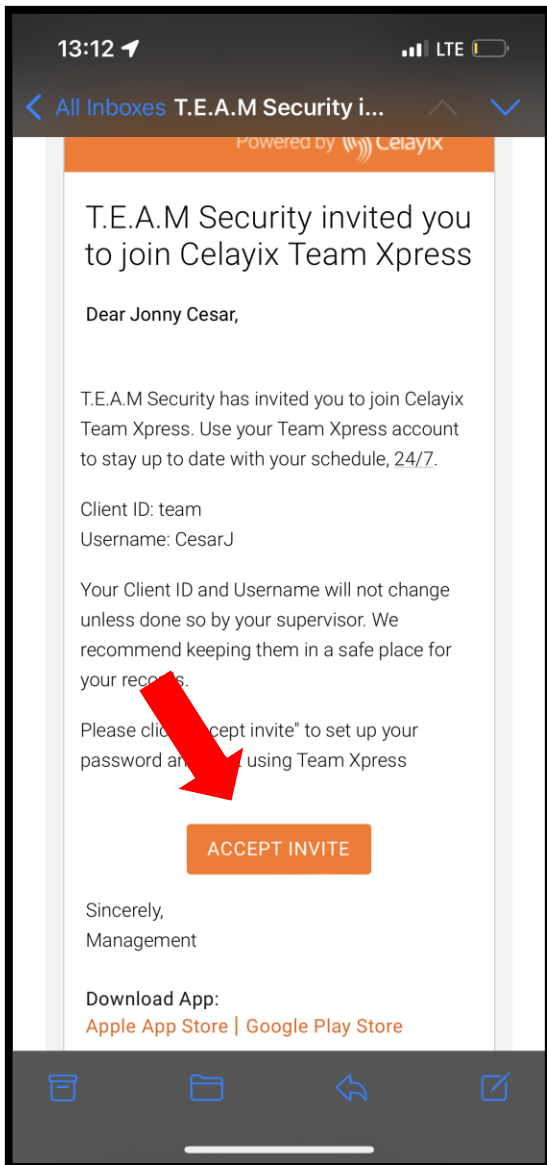 13:12 LTE
All Inboxes T.E.A.M Security i...
Powered by Celayix
T.E.A.M Security invited you
to join Celayix Team Xpress
Dear Jonny Cesar,
T.E.A.M Security has invited you to join Celayix
Team Xpress. Use your Team Xpress account
to stay up to date with your schedule, 24/7.
Client ID: team
Username: CesarJ
Your Client ID and Username will not change
unless done so by your supervisor. We
recommend keeping them in a safe place for
your records.
Please click "accept invite" to set up your
password an using Team Xpress
ACCEPT INVITE
Sincerely,
Management
Download App:
Apple App Store | Google Play Store